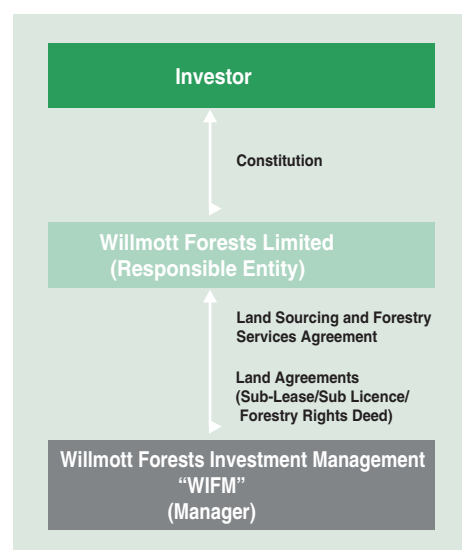 Investor
Constitution
Willmott Forests Limited
(Responsible Entity)
Land Sourcing and Forestry
Services Agreement
Land Agreements
(Sub-Lease/Sub Licence/
Forestry Rights Deed)
Willmott Forests Investment Management
“WIFM”
(Manager)